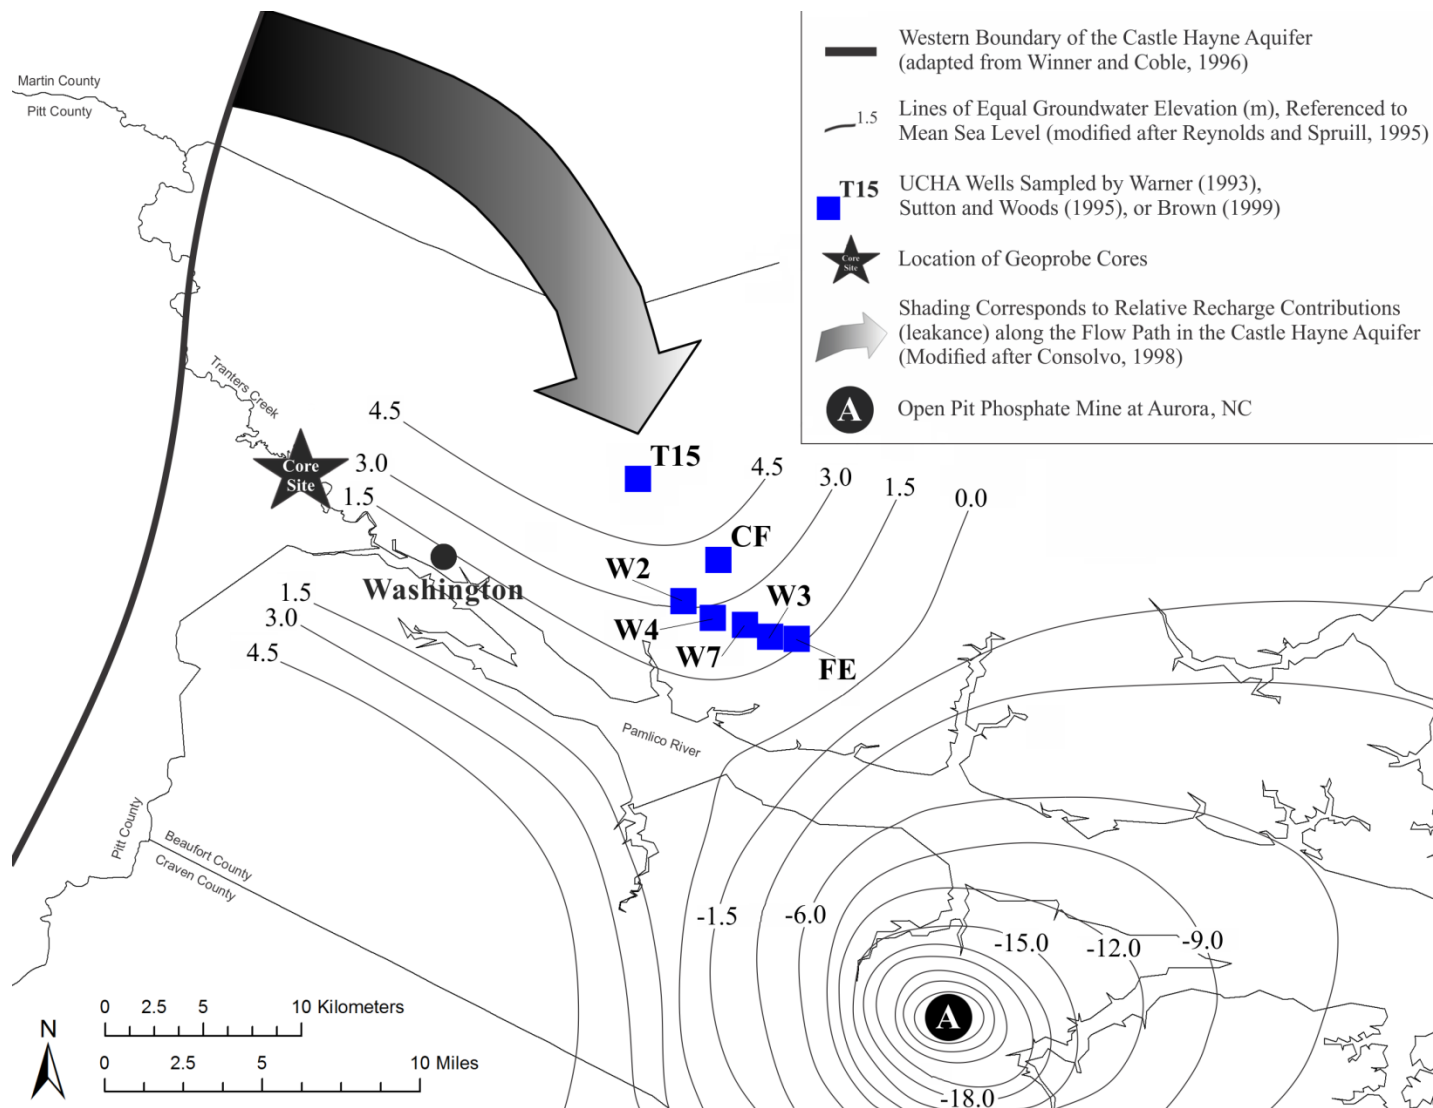 Western Boundary of the Castle Hayne Aquifer
(adapted from Winner and Coble, 1996)
1.5
Lines of Equal Groundwater Elevation (m), Referenced to
Mean Sea Level (modified after Reynolds and Spruill, 1995)
T15
UCHA Wells Sampled by Warner (1993),
Sutton and Woods (1995), or Brown (1999)
Core
Site
Location of Geoprobe Cores
Shading Corresponds to Relative Recharge Contributions
(leakance) along the Flow Path in the Castle Hayne Aquifer
(Modified after Consolvo, 1998)
A
Open Pit Phosphate Mine at Aurora, NC
Martin County
Pitt County
Tranters Creek
4.5
3.0
1.5
Core
Site
T15
4.5
3.0
1.5
0.0
CF
W2
W3
W4
W7
FE
Washington
1.5
3.0
4.5
Pamlico River
Pitt County
Beaufort County
Craven County
-1.5
-6.0
-15.0
-12.0
-9.0
A
-18.0
N
0 2.5 5 10 Kilometers
0 2.5 5 10 Miles